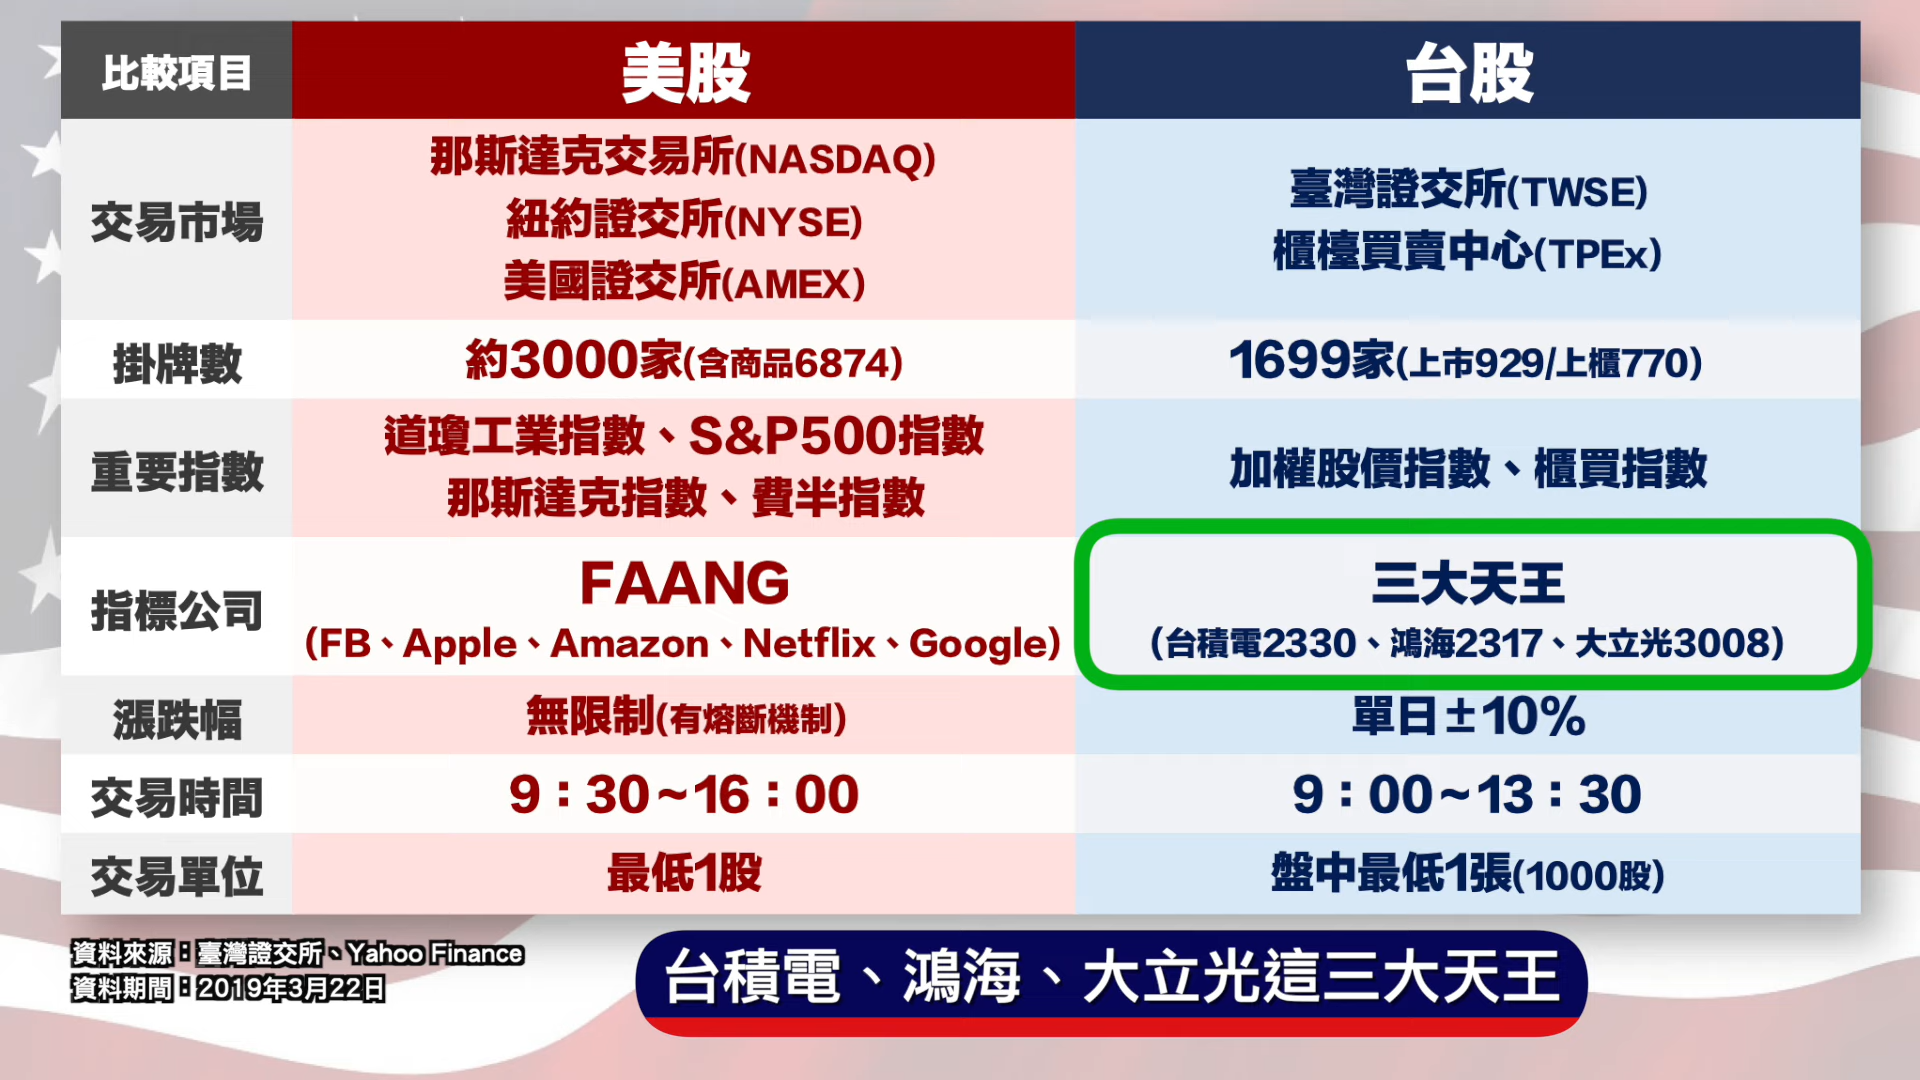 比較項目
美股
台股
交易市場
那斯達克交易所(NASDAQ)
紐約證交所(NYSE)
美國證交所(AMEX)
臺灣證交所(TWSE)
櫃檯買賣中心(TPEx)
掛牌數
約3000家(含商品6874)
1699家(上市929/上櫃770)
重要指數
道瓊工業指數、S&P500指數
那斯達克指數、費半指數
加權股價指數、櫃買指數
指標公司
FAANG
(FB、Apple、Amazon、Netflix、Google)
三大天王
(台積電2330、鴻海2317、大立光3008)
漲跌幅
無限制(有熔斷機制)
單日±10%
交易時間
9：30~16：00
9：00~13：30
交易單位
最低1股
盤中最低1張(1000股)
資料來源：臺灣證交所、Yahoo Finance
資料期間：2019年3月22日
台積電、鴻海、大立光這三大天王